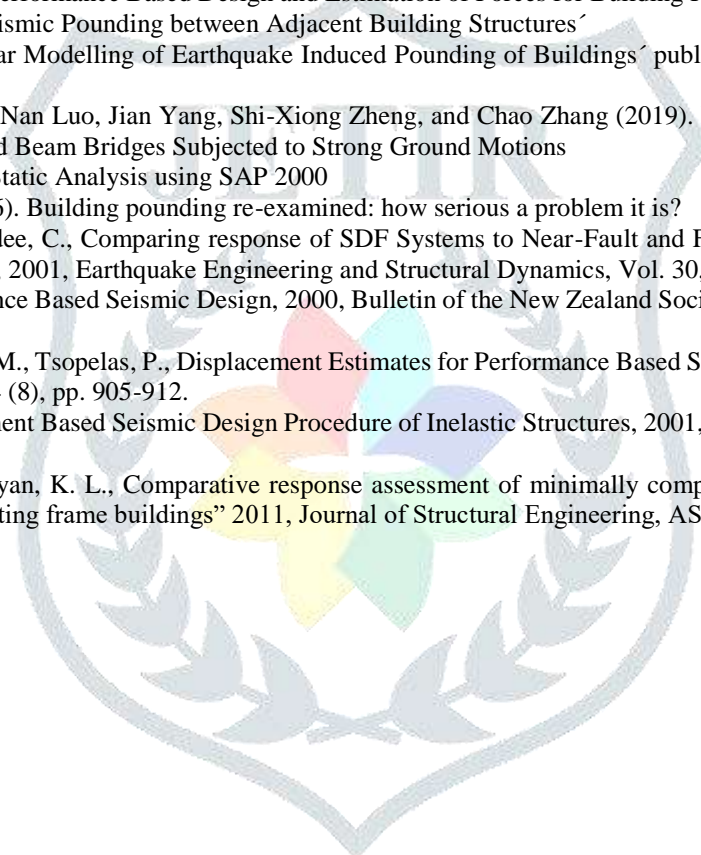 erformance Based Design and Estimation of Forces for Building
ismic Pounding between Adjacent Building Structures´
ar Modelling of Earthquake Induced Pounding of Buildings´ publ
Nan Luo, Jian Yang, Shi-Xiong Zheng, and Chao Zhang (2019).
d Beam Bridges Subjected to Strong Ground Motions
Static Analysis using SAP 2000
6). Building pounding re-examined: how serious a problem it is?
lee, C., Comparing response of SDF Systems to Near-Fault and F
, 2001, Earthquake Engineering and Structural Dynamics, Vol. 30,
nce Based Seismic Design, 2000, Bulletin of the New Zealand Soci
JETIR
M., Tsopelas, P., Displacement Estimates for Performance Based S
(8), pp. 905-912.
nent Based Seismic Design Procedure of Inelastic Structures, 2001,
yan, K. L., Comparative response assessment of minimally comp
ting frame buildings” 2011, Journal of Structural Engineering, AS